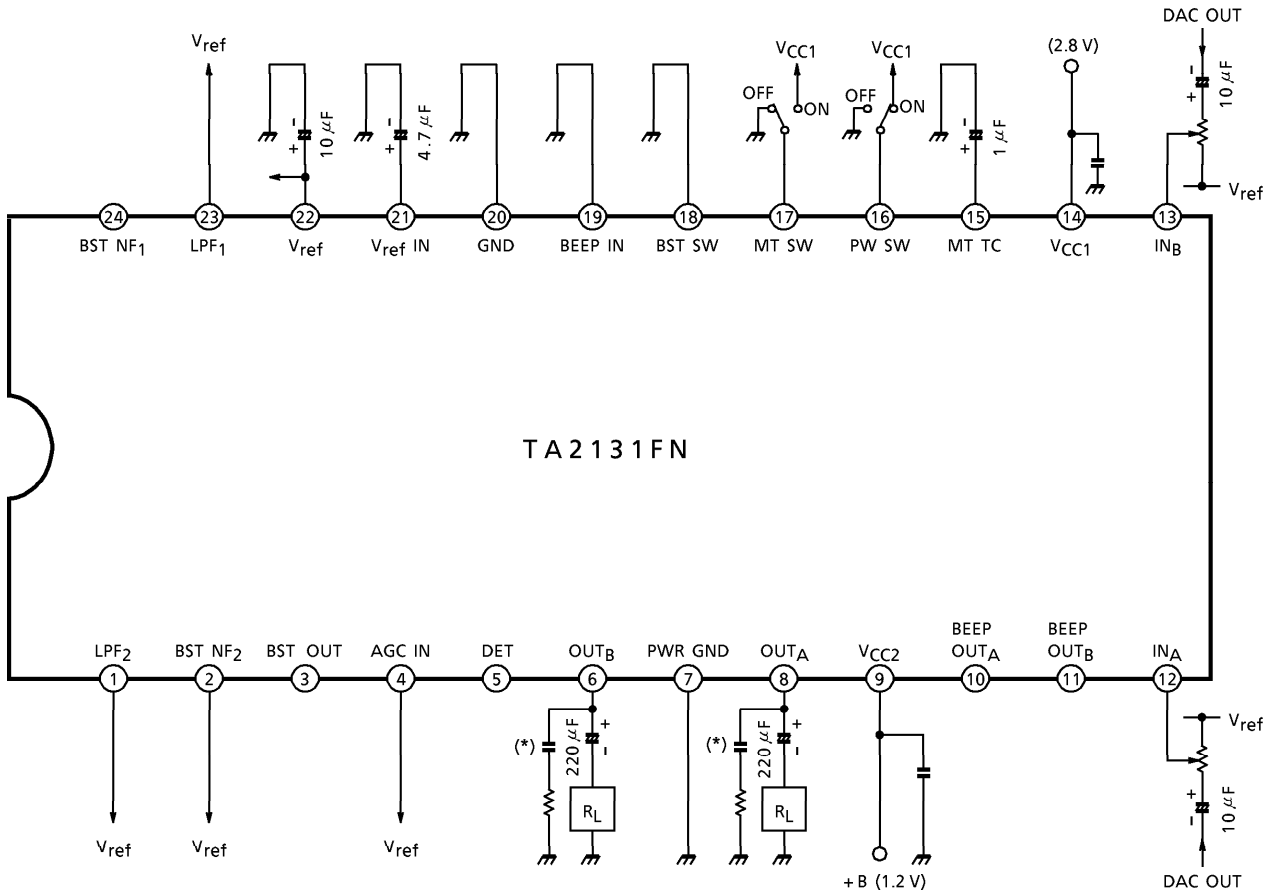 DAC OUT
Vref
VCC1
VCC1
(2.8 V)
OFF
ON
OFF
ON
- + 10 μF
- + 4.7 μF
- + 1 μF
- + 10 μF
Vref
24 23 22 21 20 19 18 17 16 15 14 13
BST NF1 LPF1 Vref Vref IN GND BEEP IN BST SW MT SW PW SW MT TC VCC1 INB
TA2131FN
LPF2 BST NF2 BST OUT AGC IN DET OUTB PWR GND OUTA VCC2 BEEP OUTA BEEP OUTB INA
1 2 3 4 5 6 7 8 9 10 11 12
(*) 220 μF + -
(*) 220 μF + -
Vref
RL
RL
+ - 10 μF
Vref
Vref
Vref
+B (1.2 V)
DAC OUT